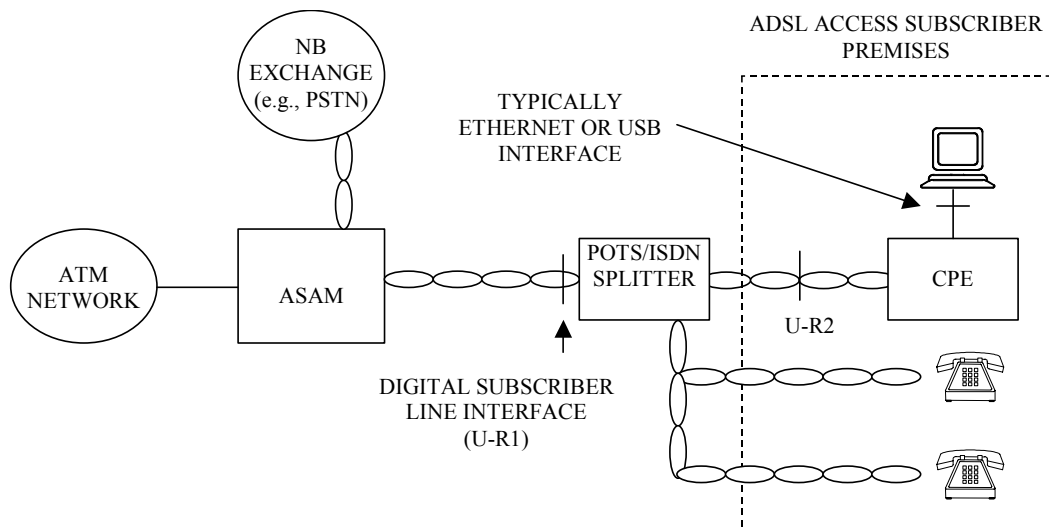 ADSL ACCESS SUBSCRIBER
PREMISES
NB
EXCHANGE
(e.g., PSTN)
TYPICALLY
ETHERNET OR USB
INTERFACE
ATM
NETWORK
ASAM
POTS/ISDN
SPLITTER
CPE
U-R2
DIGITAL SUBSCRIBER
LINE INTERFACE
(U-R1)